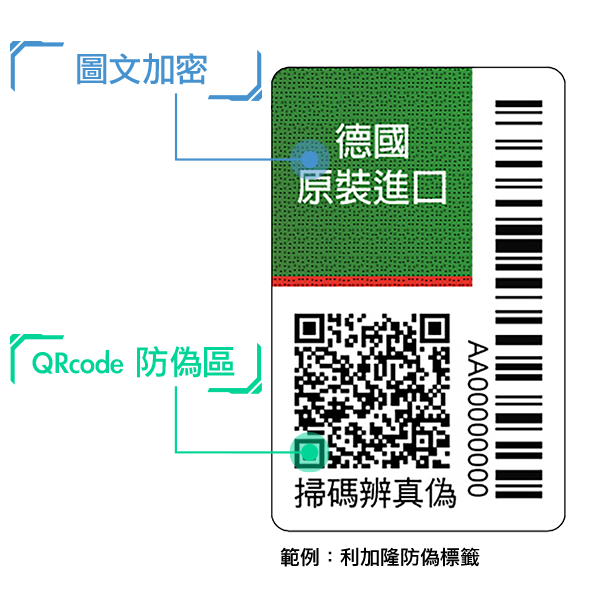 圖文加密
德國
原裝進口
QRcode 防偽區
AA00000000
掃碼辨真偽
範例：利加隆防偽標籤